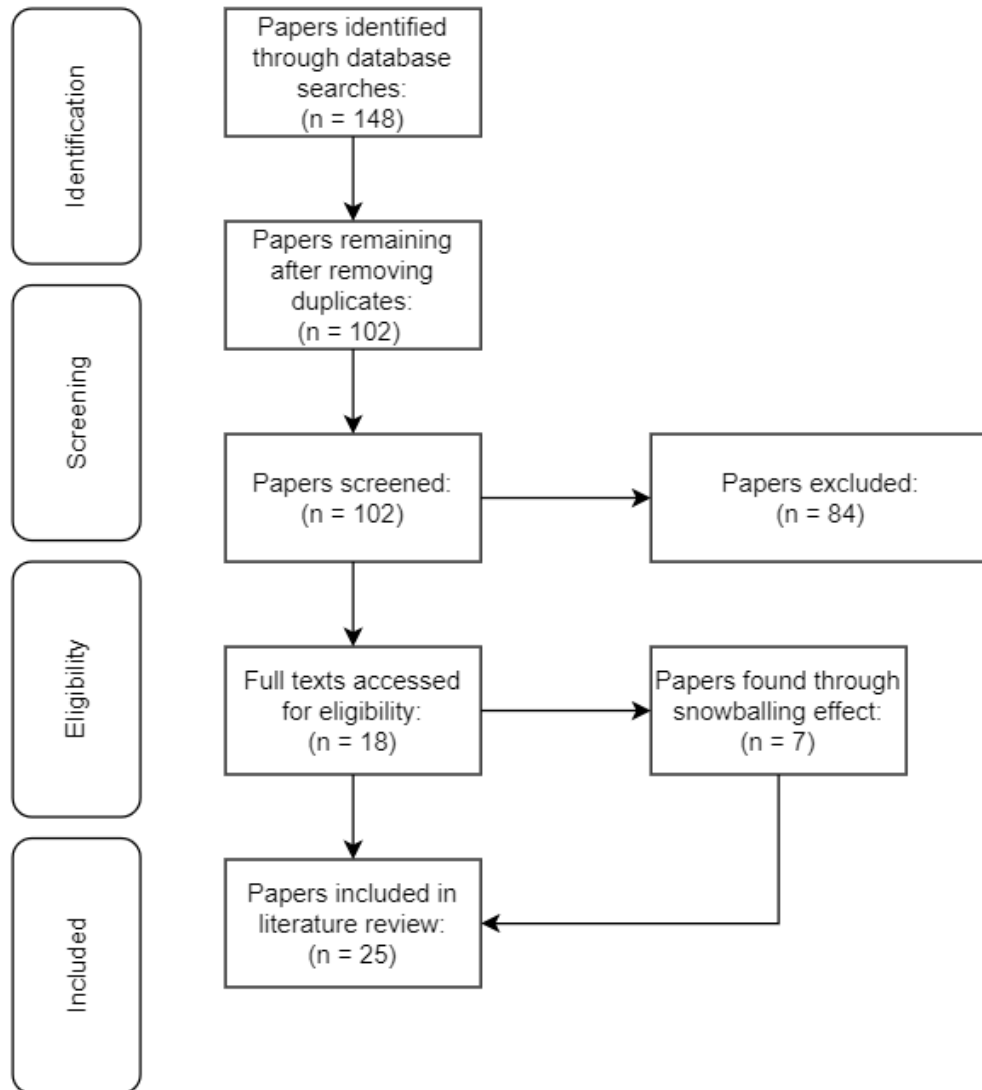 Identification
Papers identified
through database
searches:
(n = 148)
Papers remaining
after removing
duplicates:
(n = 102)
Screening
Papers screened:
(n = 102)
Papers excluded:
(n = 84)
Eligibility
Full texts accessed
for eligibility:
(n = 18)
Papers found through
snowballing effect:
(n = 7)
Included
Papers included in
literature review:
(n = 25)